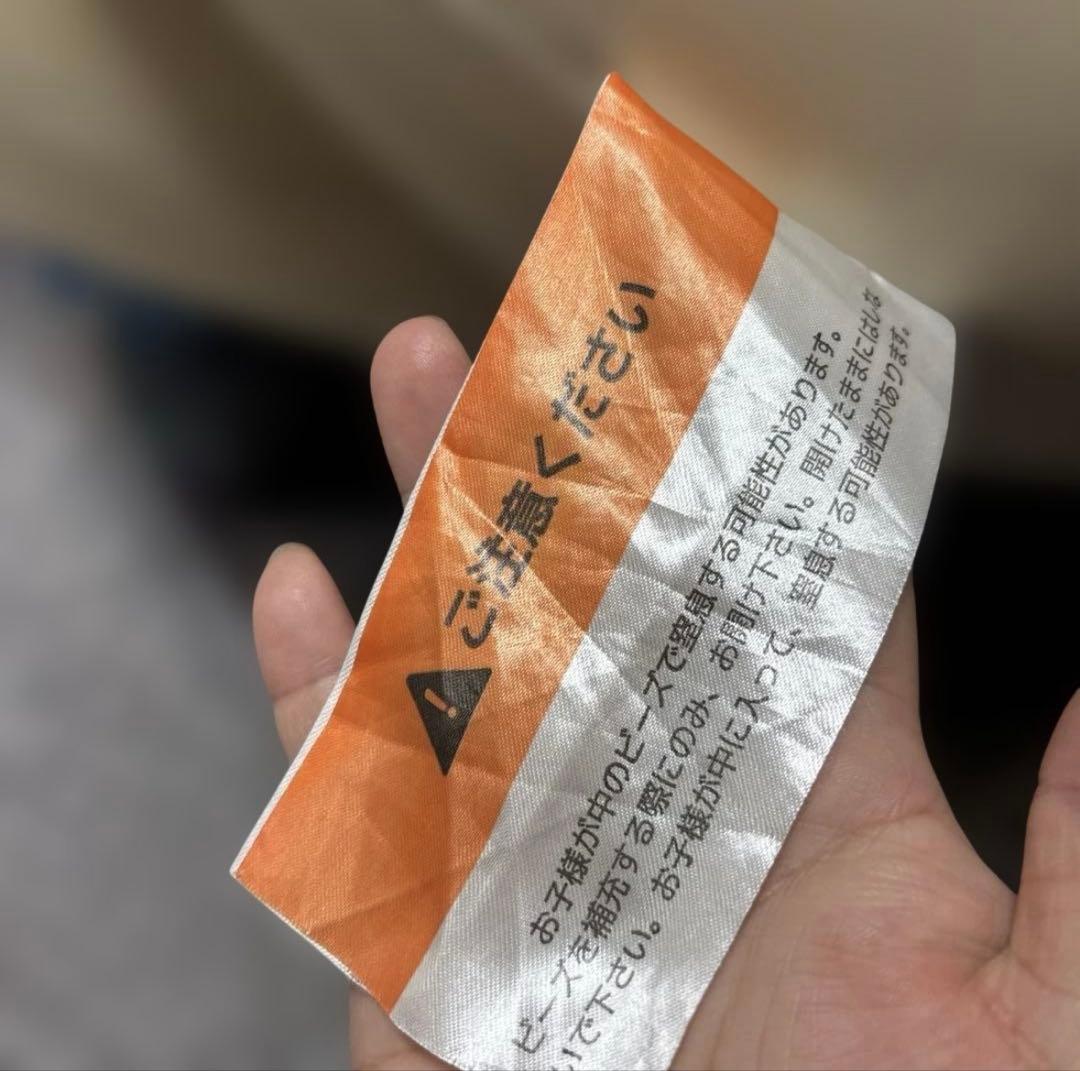 ご注意ください
お子様が中のビーズで窒息する可能性があります。
ビーズを補充する際にのみ、お開け下さい。開けたままにはしな
いで下さい。お子様が中に入って、窒息する可能性があります。